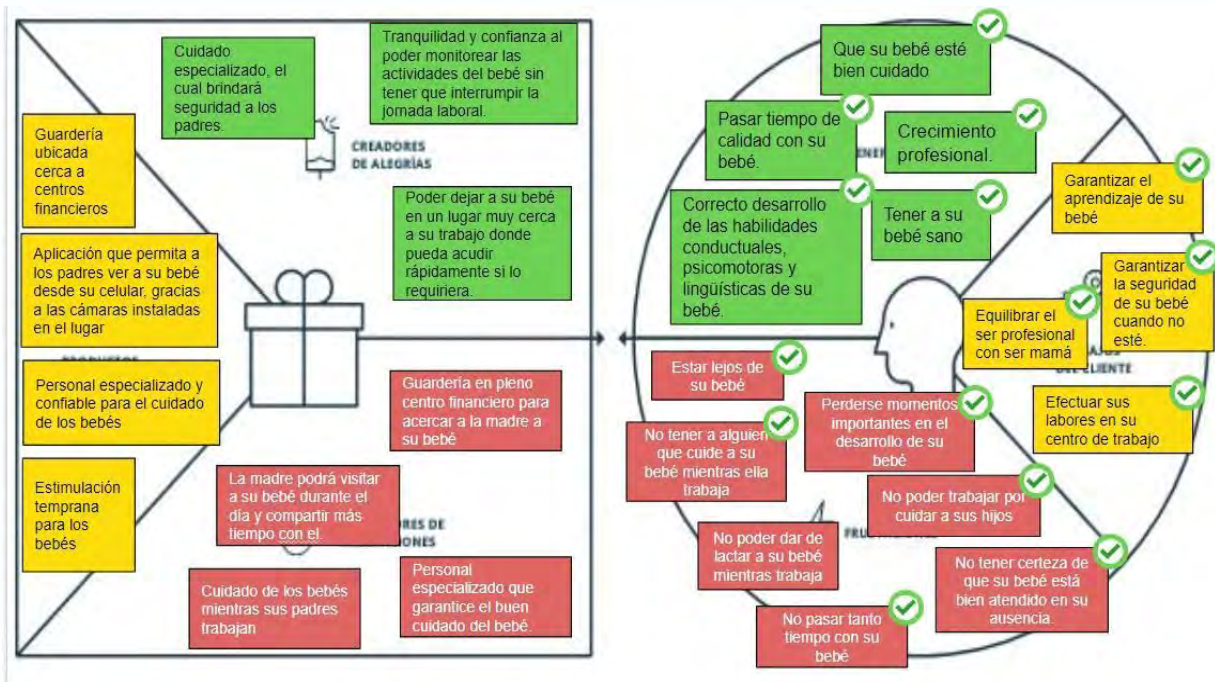 Cuidado
especializado, el
cual brindará
seguridad a los
padres.
Tranquilidad y confianza al
poder monitorear las
actividades del bebé sin
tener que interrumpir la
jornada laboral.
CREADORES
DE ALEGRÍAS
Guardería
ubicada
cerca a
centros
financieros
Poder dejar a su bebé
en un lugar muy cerca
a su trabajo donde
pueda acudir
rápidamente si lo
requiriera.
Aplicación que permita a
los padres ver a su bebé
desde su celular, gracias
a las cámaras instaladas
en el lugar
Personal especializado y
confiable para el cuidado
de los bebés
Guardería en pleno
centro financiero para
acercar a la madre a
su bebé
Estimulación
temprana para los
bebés
La madre podrá visitar
a su bebé durante el
día y compartir más
tiempo con el.
Cuidado de los bebés
mientras sus padres
trabajan
Personal
especializado que
garantice el buen
cuidado del bebé.
Que su bebé esté
bien cuidado
Pasar tiempo de
calidad con su
bebé.
Crecimiento
profesional.
Correcto desarrollo
de las habilidades
conductuales,
psicomotoras y
lingüísticas de su
bebé.
Tener a su
bebé sano
Garantizar el
aprendizaje de su
bebé
Garantizar
la seguridad
de su bebé
cuando no
esté.
Equilibrar el
ser profesional
con ser mamá
DEL CLIENTE
Efectuar sus
labores en su
centro de trabajo
Estar lejos de
su bebé
Perderse momentos
importantes en el
desarrollo de su
bebé
No tener a alguien
que cuide a su
bebé mientras ella
trabaja
No poder trabajar por
cuidar a sus hijos
No poder dar de
lactar a su bebé
mientras trabaja
No tener certeza de
que su bebé está
bien atendido en su
ausencia.
No pasar tanto
tiempo con su
bebé